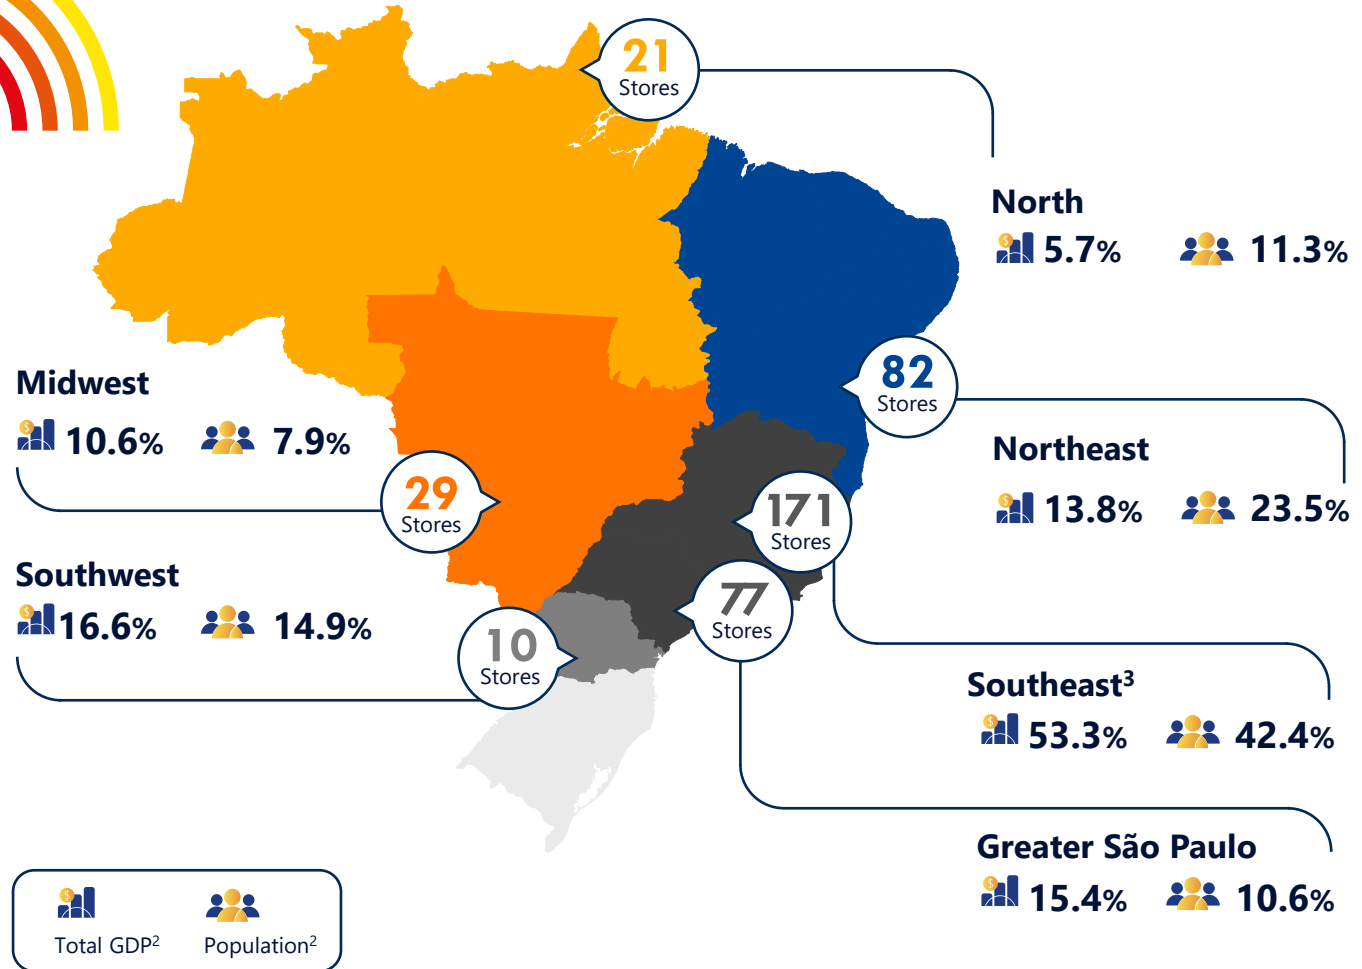 21
Stores
North
5.7%
11.3%
82
Stores
Northeast
13.8%
23.5%
Midwest
10.6%
7.9%
29
Stores
171
Stores
Southwest
16.6%
14.9%
10
Stores
77
Stores
Southeast³
53.3%
42.4%
Greater São Paulo
15.4%
10.6%
Total GDP²
Population²